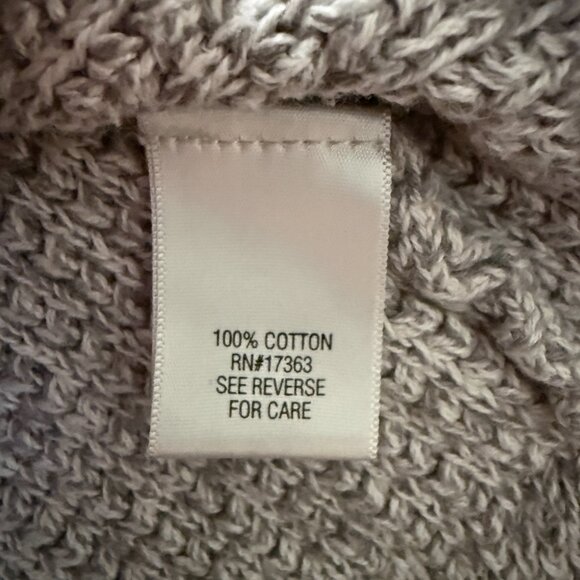 100% COTTON
RN#17363
SEE REVERSE
FOR CARE